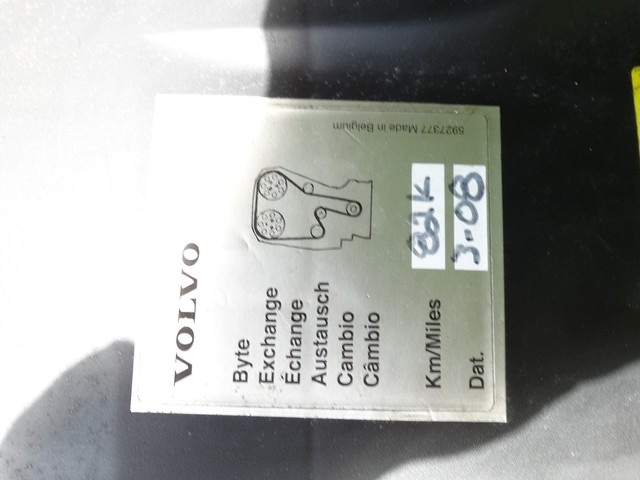 VOLVO
Byte
Exchange
Échange
Austausch
Cambio
Câmbio
Km/Miles 82K
Dat. 3-08
5927377 Made in Belgium